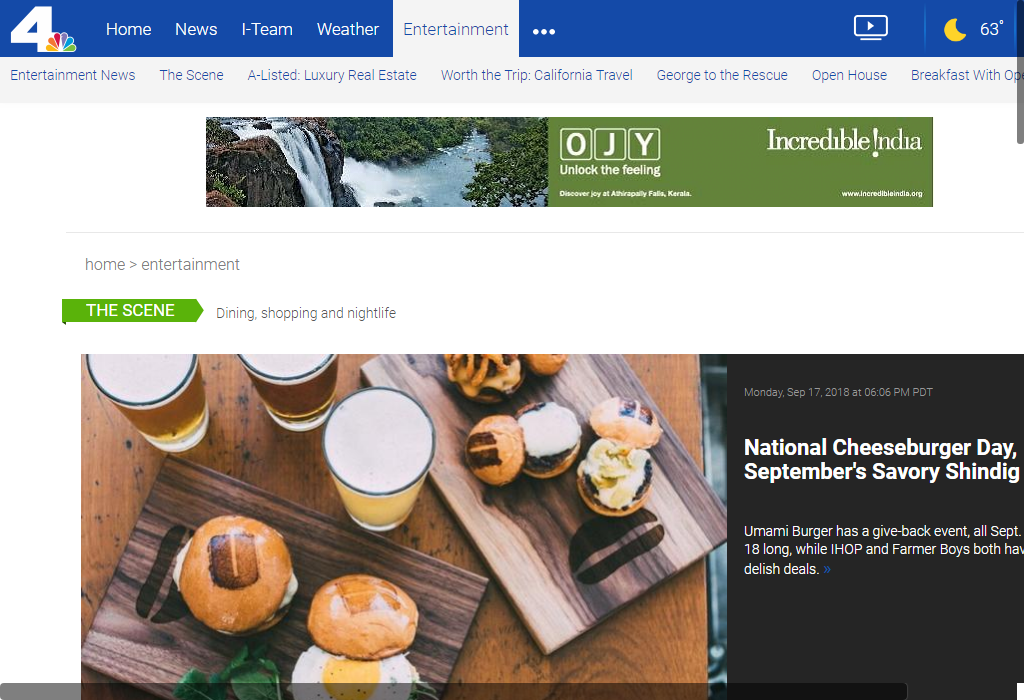 4
Home News I-Team Weather Entertainment ••• 63°
Entertainment News The Scene A-Listed: Luxury Real Estate Worth the Trip: California Travel George to the Rescue Open House Breakfast With Ope
OJY
Unlock the feeling
Discover joy at Athirapally Falls, Kerala.
Incredible !ndia
www.incredibleindia.org
home > entertainment
THE SCENE Dining, shopping and nightlife
Monday, Sep 17, 2018 at 06:06 PM PDT
National Cheeseburger Day,
September's Savory Shindig
Umami Burger has a give-back event, all Sept.
18 long, while IHOP and Farmer Boys both hav
delish deals. »